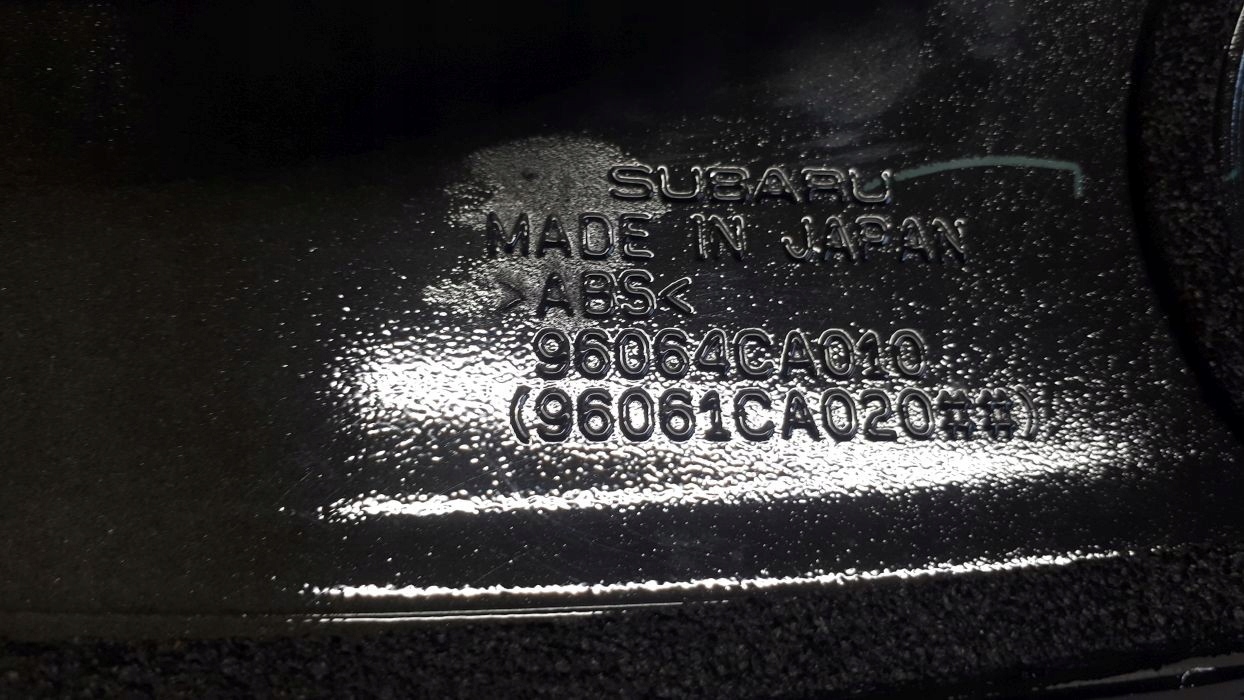 SUBARU
MADE IN JAPAN
>ABS<
96064CA010
(96061CA020##)